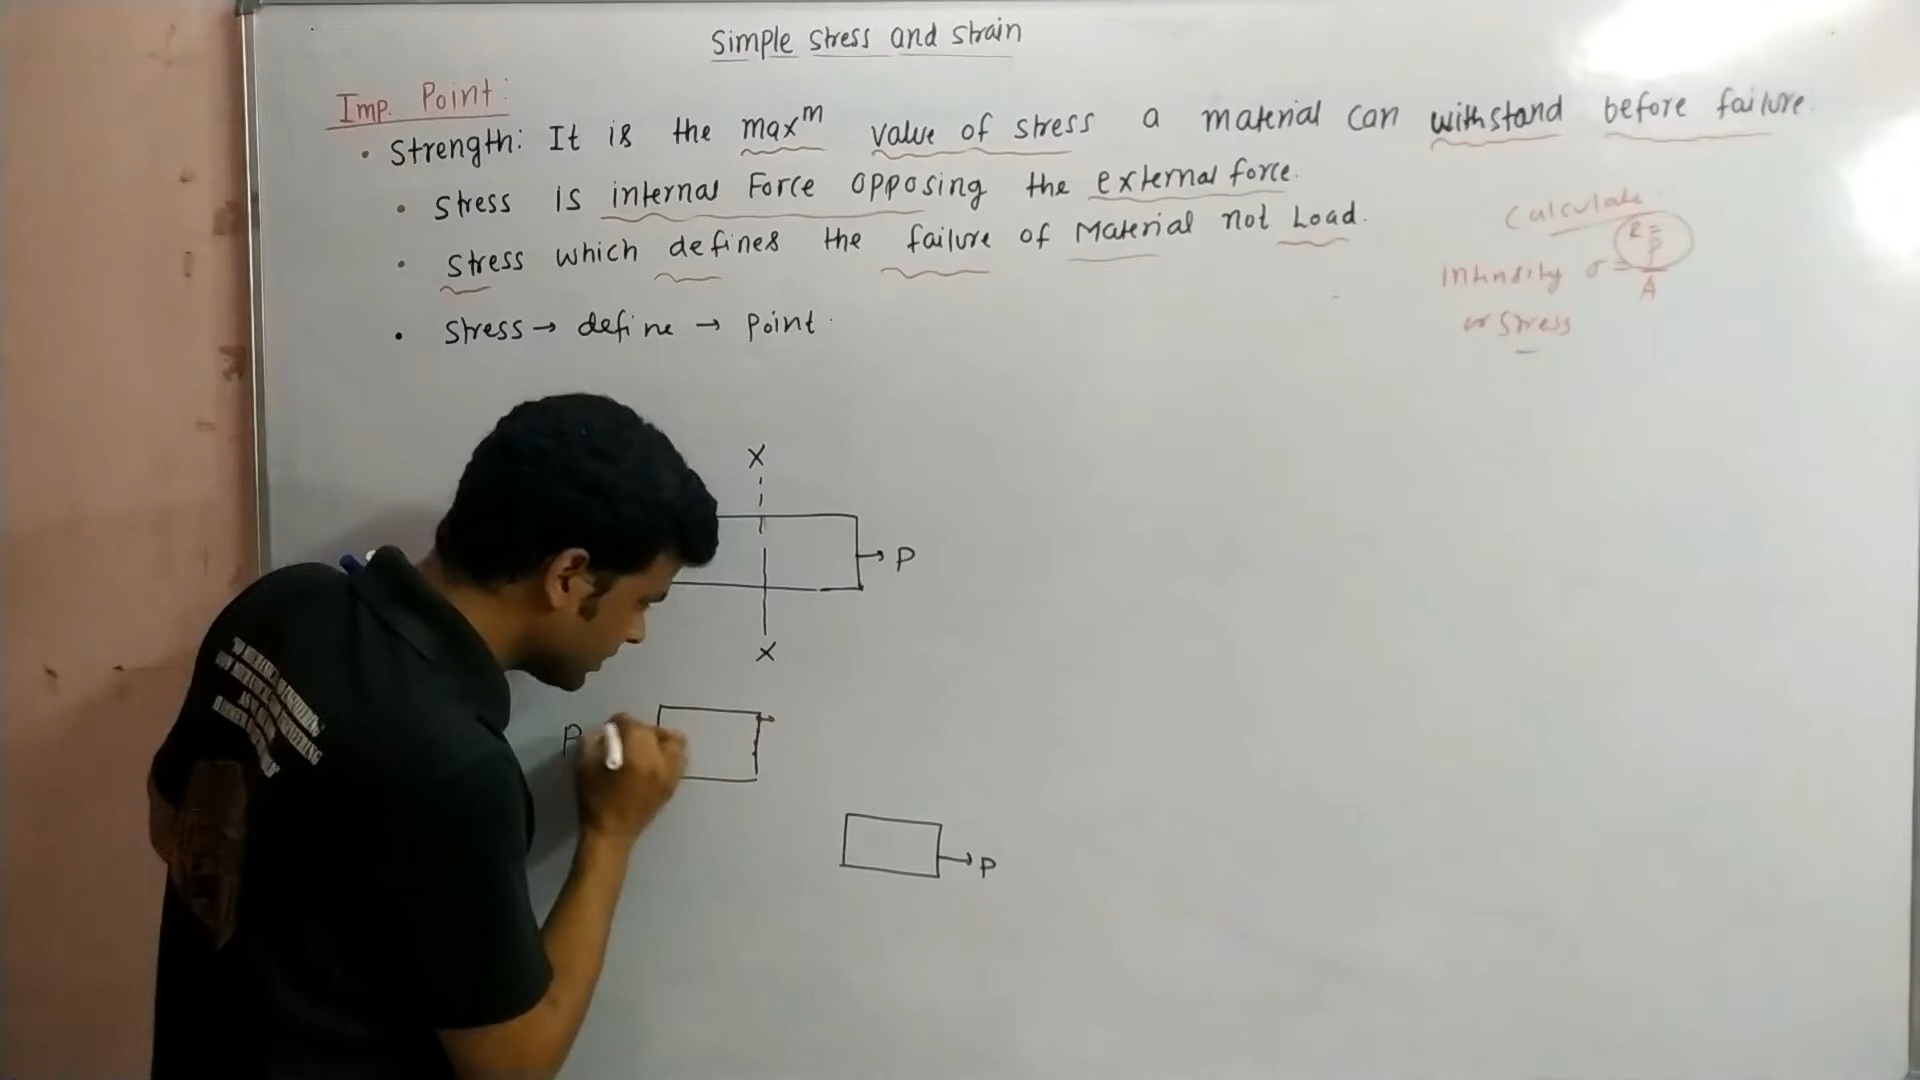 Simple stress and strain
Imp. Point:
• Strength: It is the max^m value of stress a material can withstand before failure.
• Stress is internal Force opposing the external force.
• Stress which defines the failure of Material not Load.
• Stress → define → Point.
Calculate
R=P
Intensity σ = A
or Stress
X
→ P
X
P
→ P